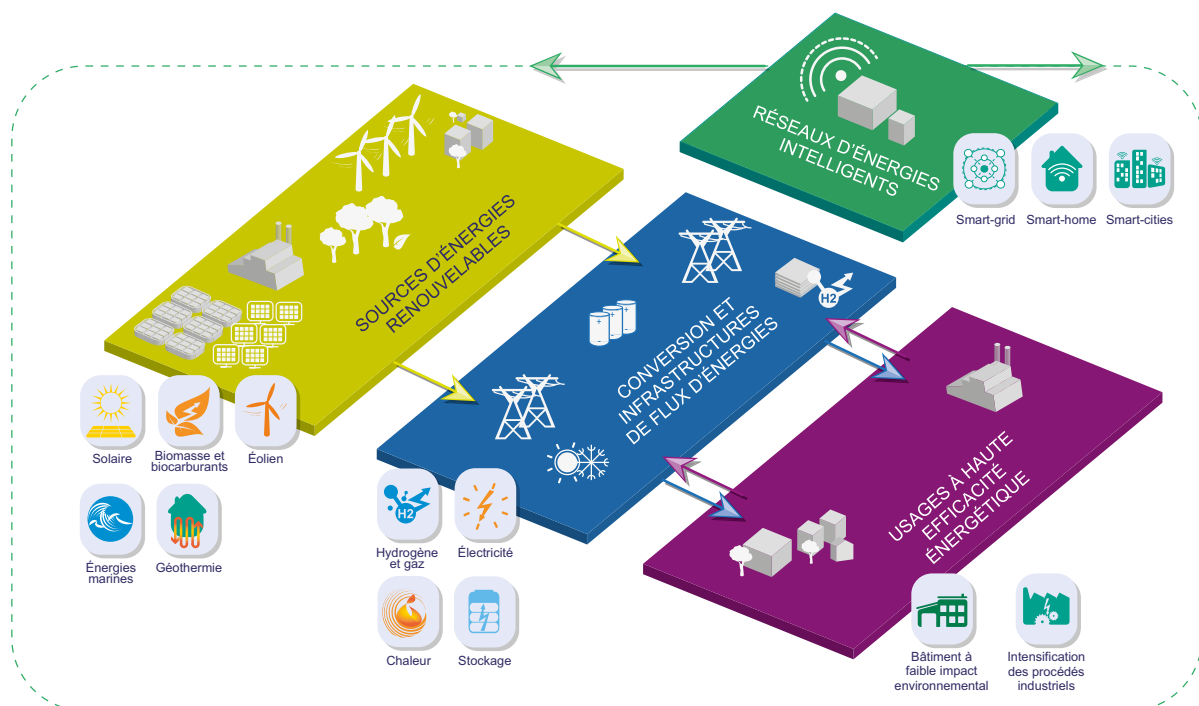 RÉSEAUX D'ÉNERGIES
INTELLIGENTS
Smart-grid
Smart-home
Smart-cities
SOURCES D'ÉNERGIES
RENOUVELABLES
Solaire
Biomasse et
biocarburants
Éolien
Énergies
marines
Géothermie
H2
CONVERSION ET
INFRASTRUCTURES
DE FLUX D'ÉNERGIES
H2
Hydrogène
et gaz
Électricité
Chaleur
Stockage
USAGES À HAUTE
EFFICACITÉ
ÉNERGÉTIQUE
Bâtiment à
faible impact
environnemental
Intensification
des procédés
industriels